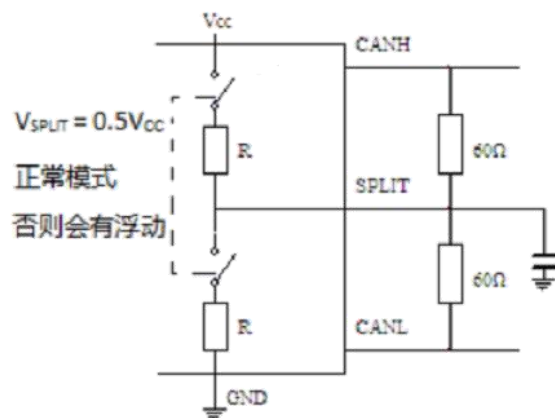 Vcc
CANH
VSPLIT = 0.5VCC
R
60Ω
正常模式
SPLIT
否则会有浮动
R
60Ω
CANL
GND